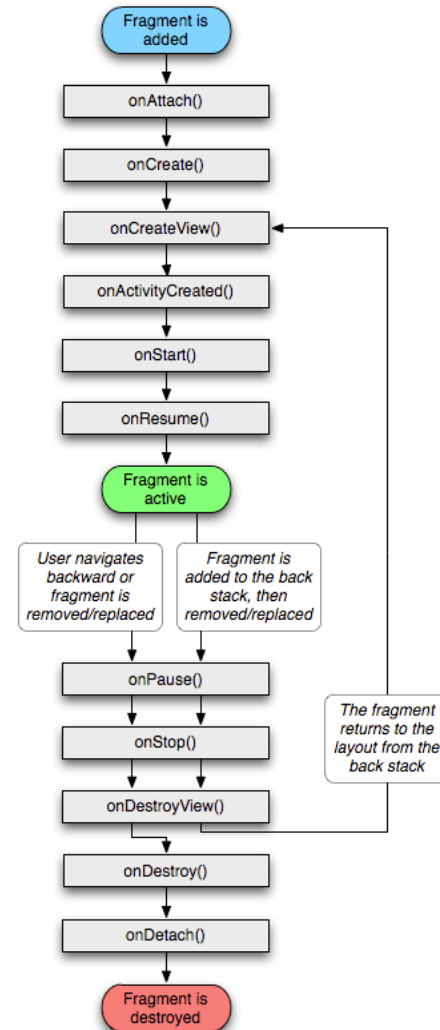 Fragment is
added
onAttach()
onCreate()
onCreateView()
onActivityCreated()
onStart()
onResume()
Fragment is
active
User navigates
backward or
fragment is
removed/replaced
Fragment is
added to the back
stack, then
removed/replaced
onPause()
onStop()
onDestroyView()
The fragment
returns to the
layout from the
back stack
onDestroy()
onDetach()
Fragment is
destroyed